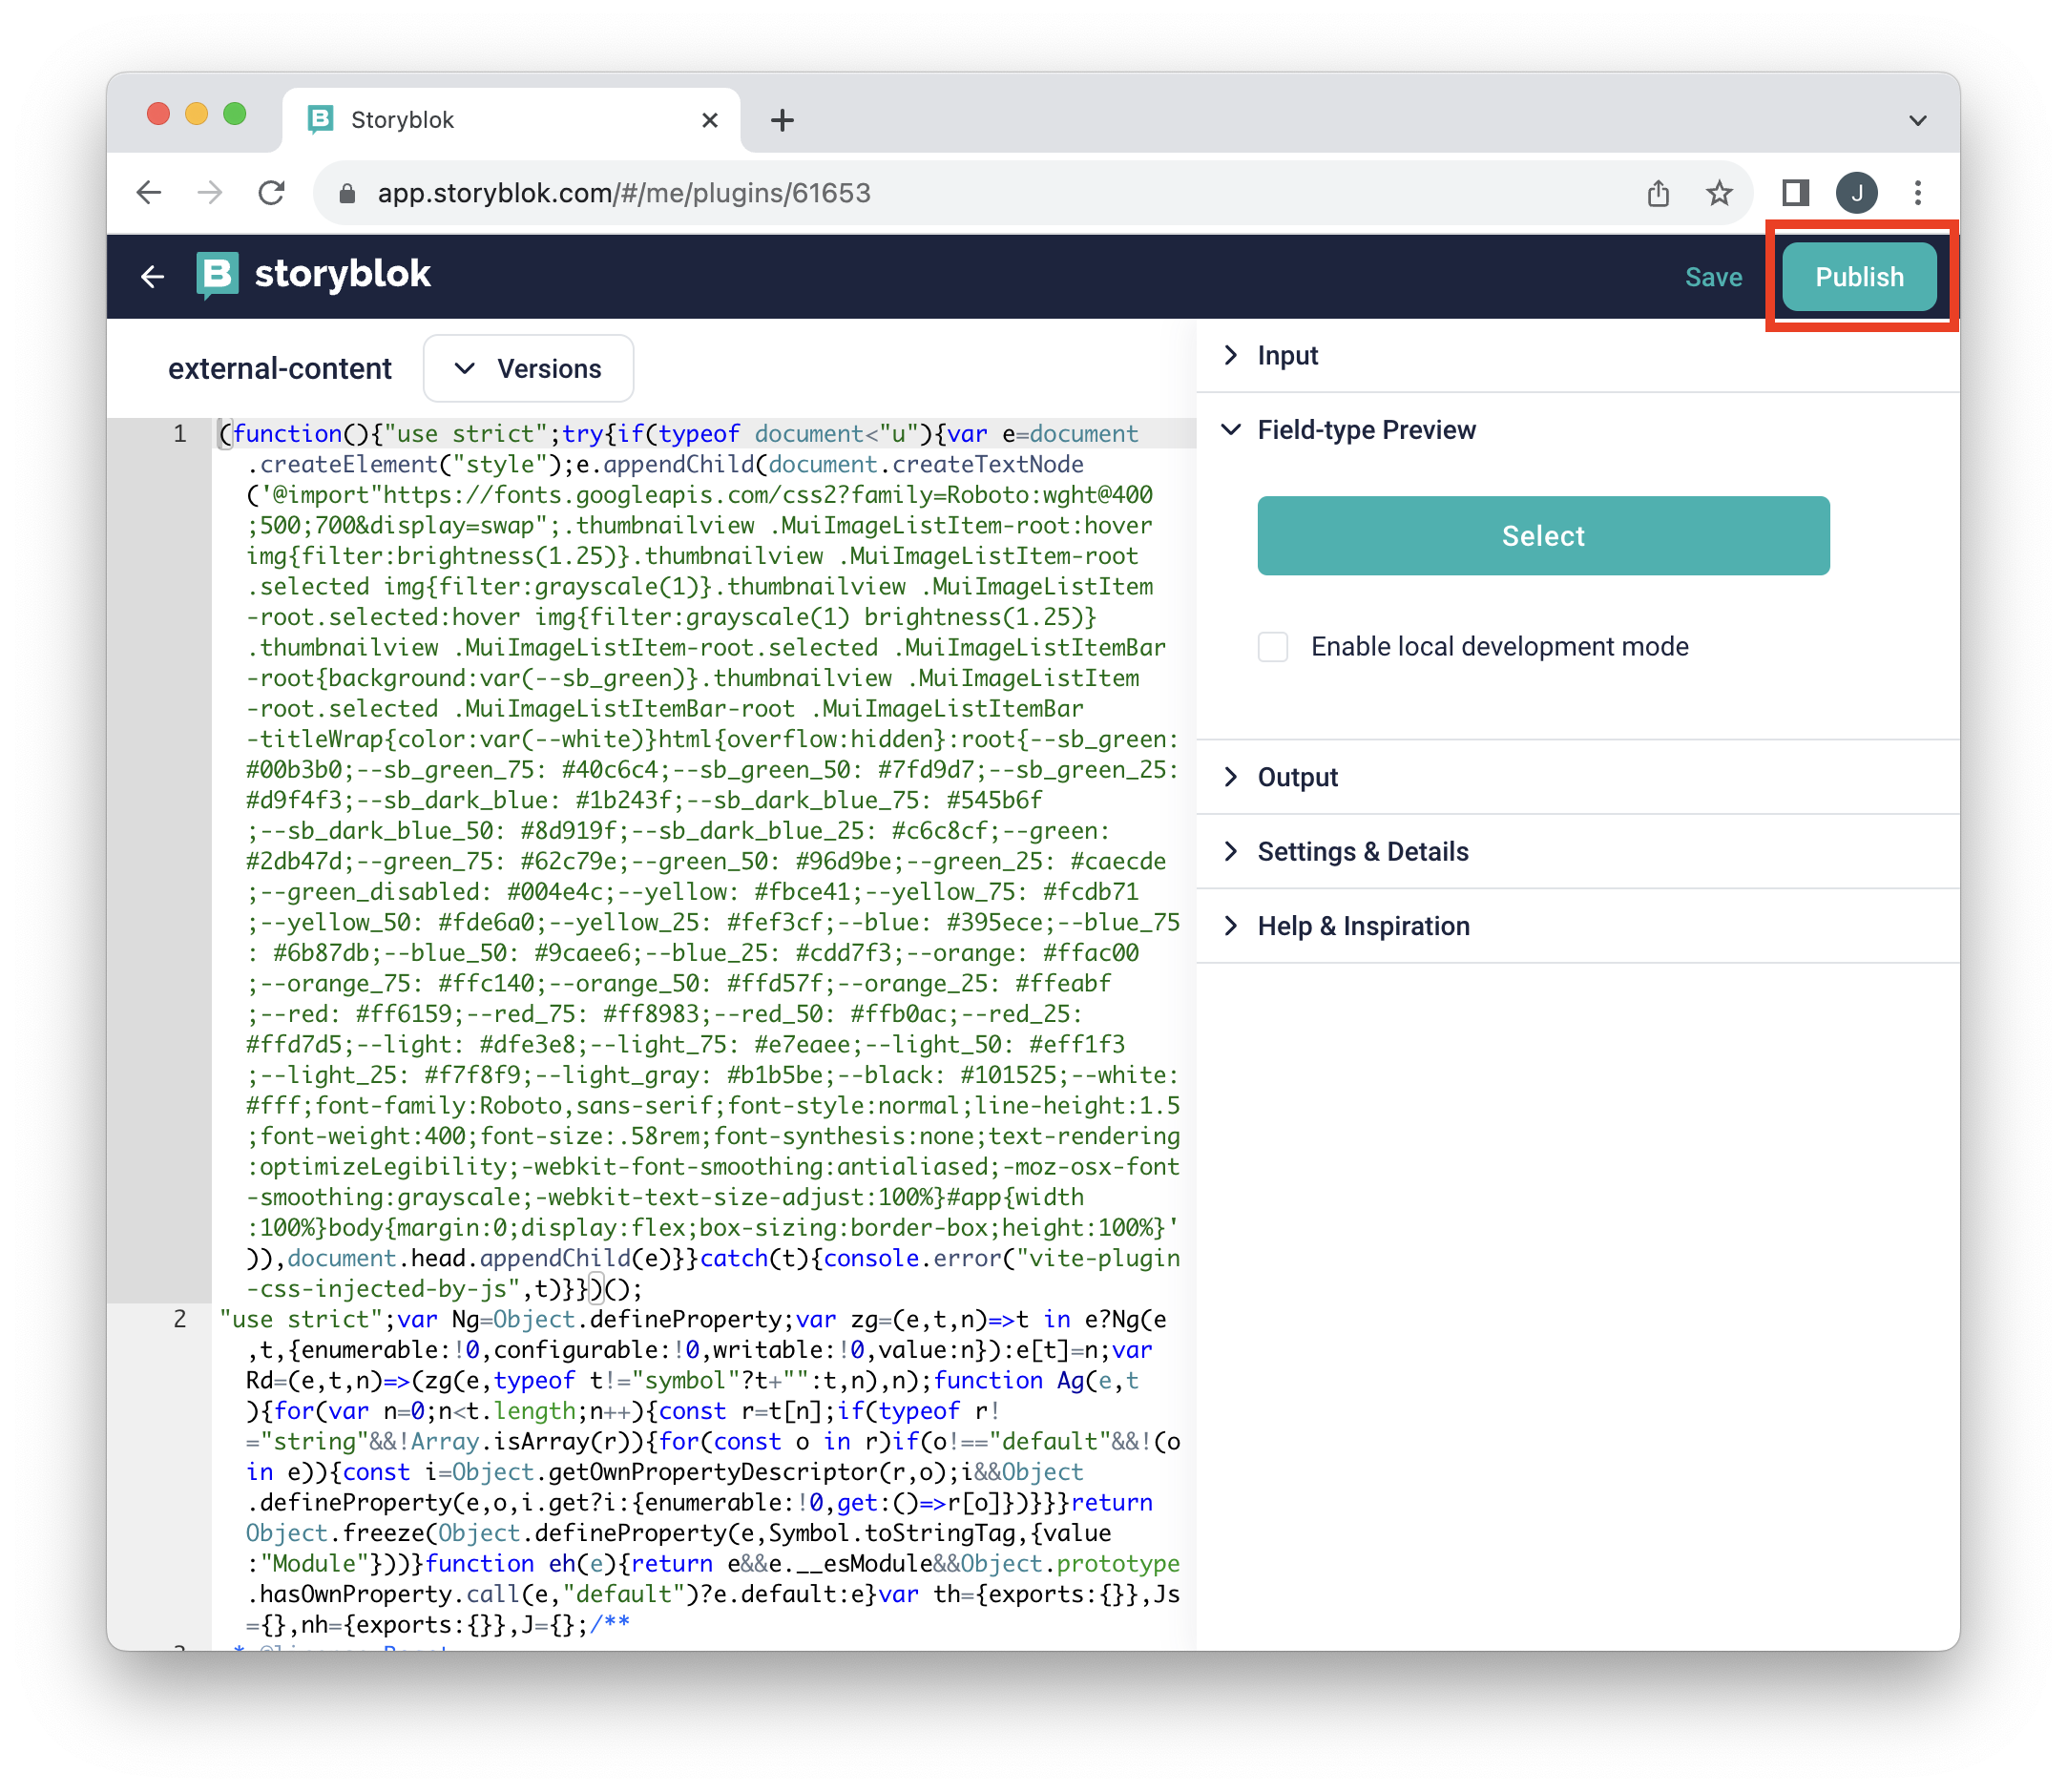 Storyblok
app.storyblok.com/#/me/plugins/61653
J
B storyblok
Save
Publish
external-content
Versions
1 (function(){"use strict";try{if(typeof document<"u"){var e=document
.createElement("style");e.appendChild(document.createTextNode
('@import"https://fonts.googleapis.com/css2?family=Roboto:wght@400
;500;700&display=swap";.thumbnailview .MuiImageListItem-root:hover
img{filter:brightness(1.25)}.thumbnailview .MuiImageListItem-root
.selected img{filter:grayscale(1)}.thumbnailview .MuiImageListItem
-root.selected:hover img{filter:grayscale(1) brightness(1.25)}
.thumbnailview .MuiImageListItem-root.selected .MuiImageListItemBar
-root{background:var(--sb_green)}.thumbnailview .MuiImageListItem
-root.selected .MuiImageListItemBar-root .MuiImageListItemBar
-titleWrap{color:var(--white)}html{overflow:hidden}:root{--sb_green:
#00b3b0;--sb_green_75: #40c6c4;--sb_green_50: #7fd9d7;--sb_green_25:
#d9f4f3;--sb_dark_blue: #1b243f;--sb_dark_blue_75: #545b6f
;--sb_dark_blue_50: #8d919f;--sb_dark_blue_25: #c6c8cf;--green:
#2db47d;--green_75: #62c79e;--green_50: #96d9be;--green_25: #caecde
;--green_disabled: #004e4c;--yellow: #fbce41;--yellow_75: #fcdb71
;--yellow_50: #fde6a0;--yellow_25: #fef3cf;--blue: #395ece;--blue_75
: #6b87db;--blue_50: #9caee6;--blue_25: #cdd7f3;--orange: #ffac00
;--orange_75: #ffc140;--orange_50: #ffd57f;--orange_25: #ffeabf
;--red: #ff6159;--red_75: #ff8983;--red_50: #ffb0ac;--red_25:
#ffd7d5;--light: #dfe3e8;--light_75: #e7eaee;--light_50: #eff1f3
;--light_25: #f7f8f9;--light_gray: #b1b5be;--black: #101525;--white:
#fff;font-family:Roboto,sans-serif;font-style:normal;line-height:1.5
;font-weight:400;font-size:.58rem;font-synthesis:none;text-rendering
:optimizeLegibility;-webkit-font-smoothing:antialiased;-moz-osx-font
-smoothing:grayscale;-webkit-text-size-adjust:100%}#app{width
:100%}body{margin:0;display:flex;box-sizing:border-box;height:100%}'
)),document.head.appendChild(e)}}catch(t){console.error("vite-plugin
-css-injected-by-js",t)}})();
2 "use strict";var Ng=Object.defineProperty;var zg=(e,t,n)=>t in e?Ng(e
,t,{enumerable:!0,configurable:!0,writable:!0,value:n}):e[t]=n;var
Rd=(e,t,n)=>(zg(e,typeof t!="symbol"?t+"":t,n),n);function Ag(e,t
){for(var n=0;n<t.length;n++){const r=t[n];if(typeof r!
="string"&&!Array.isArray(r)){for(const o in r)if(o!=="default"&&!(o
in e)){const i=Object.getOwnPropertyDescriptor(r,o);i&&Object
.defineProperty(e,o,i.get?i:{enumerable:!0,get:()=>r[o]})}}}return
Object.freeze(Object.defineProperty(e,Symbol.toStringTag,{value
:"Module"}))}function eh(e){return e&&e.__esModule&&Object.prototype
.hasOwnProperty.call(e,"default")?e.default:e}var th={exports:{}},Js
={},nh={exports:{}},J={};/**
Input
Field-type Preview
Select
Enable local development mode
Output
Settings & Details
Help & Inspiration